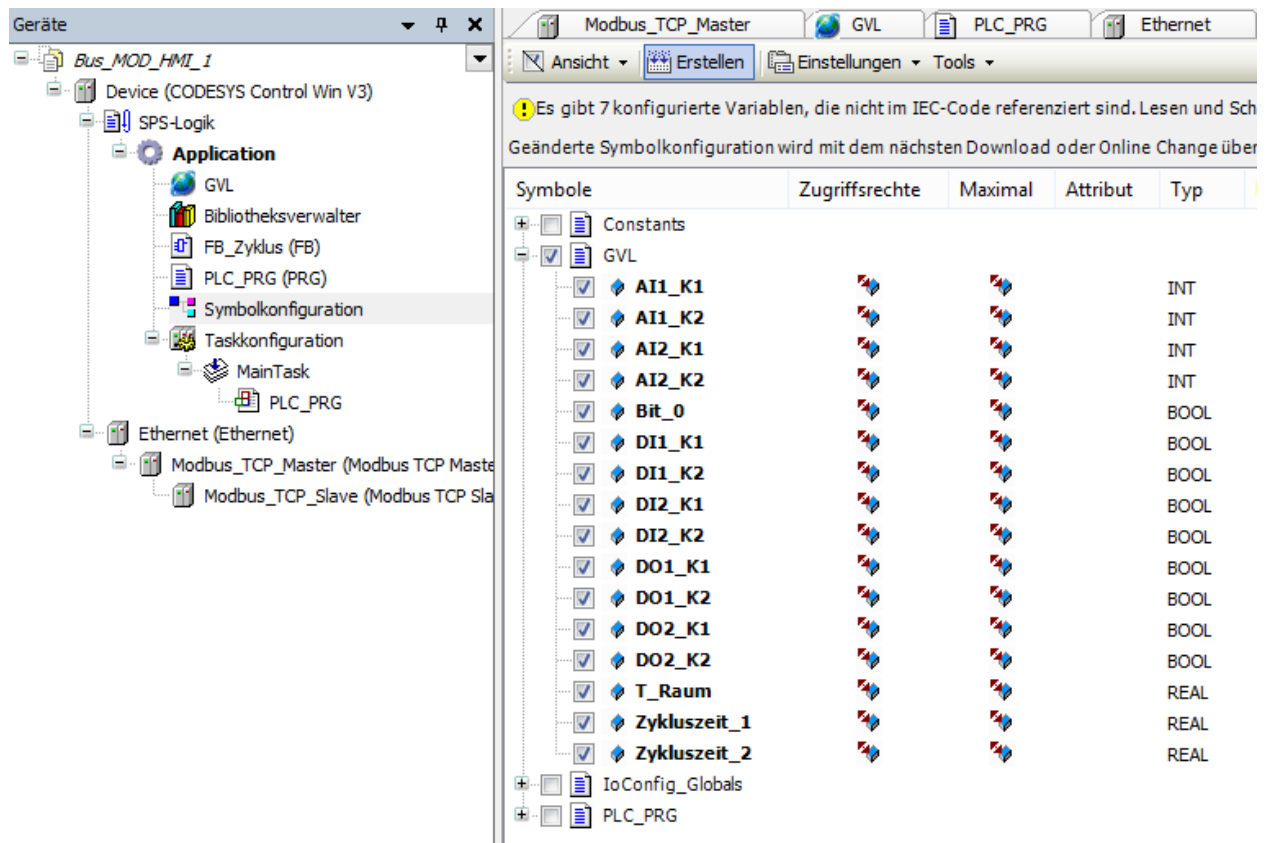 Geräte
Bus_MOD_HMI_1
Device (CODESYS Control Win V3)
SPS-Logik
Application
GVL
Bibliotheksverwalter
FB_Zyklus (FB)
PLC_PRG (PRG)
Symbolkonfiguration
Taskkonfiguration
MainTask
PLC_PRG
Ethernet (Ethernet)
Modbus_TCP_Master (Modbus TCP Maste
Modbus_TCP_Slave (Modbus TCP Sla
Modbus_TCP_Master GVL PLC_PRG Ethernet
Ansicht Erstellen Einstellungen Tools
Es gibt 7 konfigurierte Variablen, die nicht im IEC-Code referenziert sind. Lesen und Sch
Geänderte Symbolkonfiguration wird mit dem nächsten Download oder Online Change über
Symbole Zugriffsrechte Maximal Attribut Typ
Constants
GVL
AI1_K1 INT
AI1_K2 INT
AI2_K1 INT
AI2_K2 INT
Bit_0 BOOL
DI1_K1 BOOL
DI1_K2 BOOL
DI2_K1 BOOL
DI2_K2 BOOL
DO1_K1 BOOL
DO1_K2 BOOL
DO2_K1 BOOL
DO2_K2 BOOL
T_Raum REAL
Zykluszeit_1 REAL
Zykluszeit_2 REAL
IoConfig_Globals
PLC_PRG